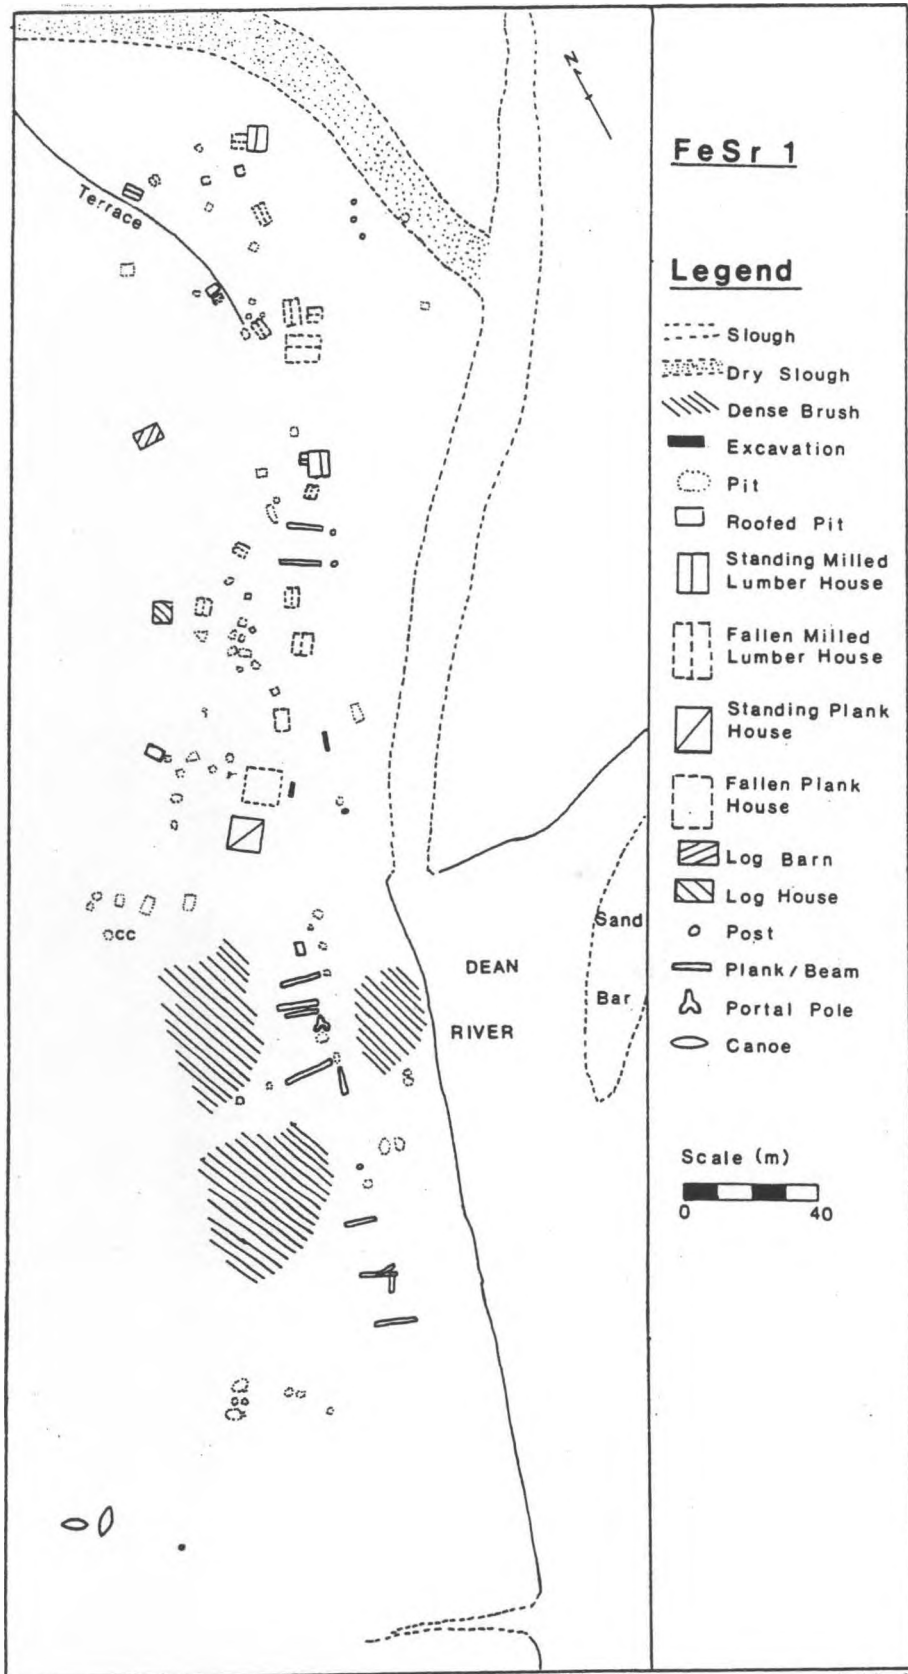 N
FeSr 1
Terrace
Legend
Slough
Dry Slough
Dense Brush
Excavation
Pit
Roofed Pit
Standing Milled
Lumber House
Fallen Milled
Lumber House
Standing Plank
House
Fallen Plank
House
Log Barn
Log House
Post
Plank/Beam
Portal Pole
Canoe
CC
DEAN
RIVER
Sand
Bar
Scale (m)
0 40